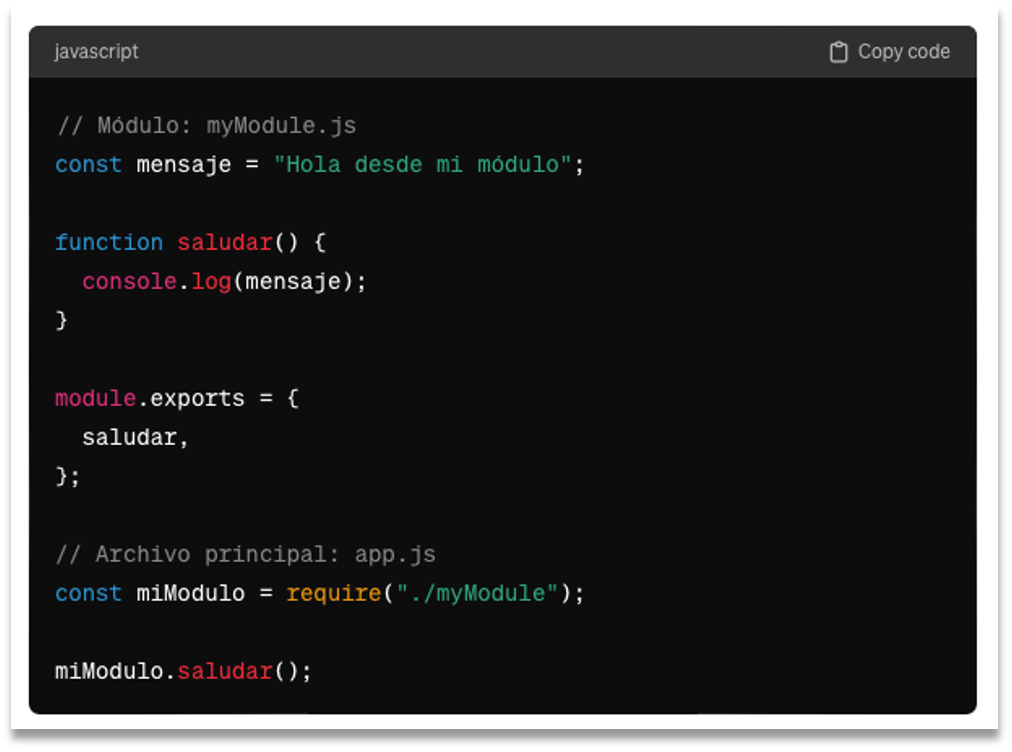 javascript
Copy code
// Módulo: myModule.js
const mensaje = "Hola desde mi módulo";
function saludar() {
  console.log(mensaje);
}
module.exports = {
  saludar,
};
// Archivo principal: app.js
const miModulo = require("./myModule");
miModulo.saludar();